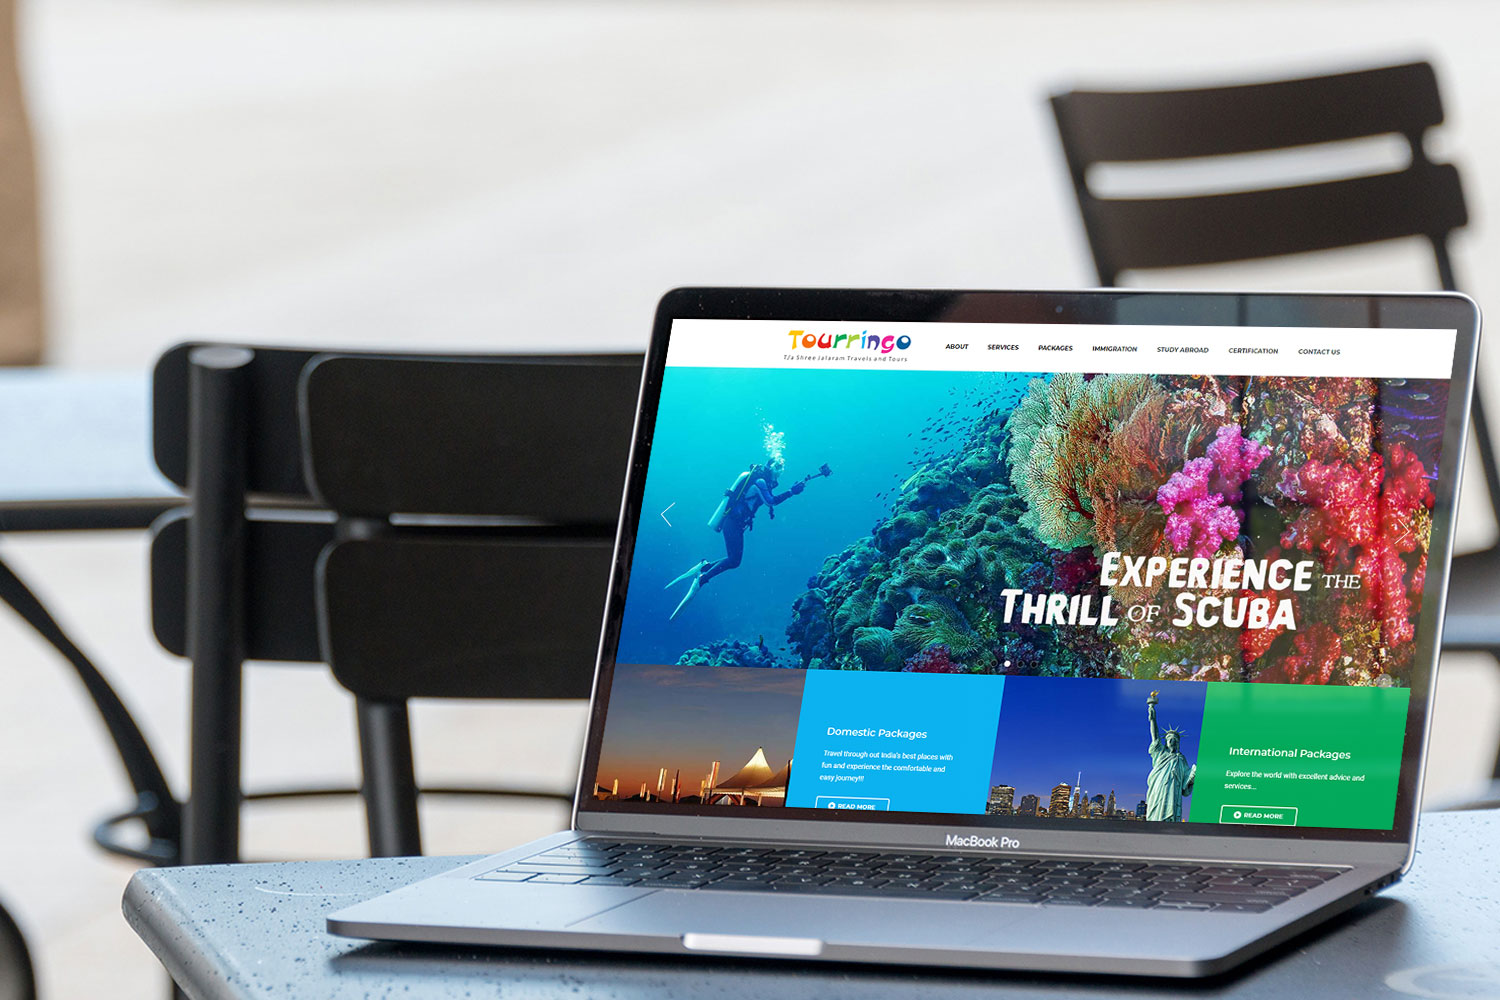 Tourringo
T/a Shree Jalaram Travels and Tours
ABOUT SERVICES PACKAGES IMMIGRATION STUDY ABROAD CERTIFICATION CONTACT US
EXPERIENCE THE
THRILL OF SCUBA
Domestic Packages
Travel through out India's best places with
fun and experience the comfortable and
easy journey!!!
READ MORE
International Packages
Explore the world with excellent advice and
services...
READ MORE
MacBook Pro